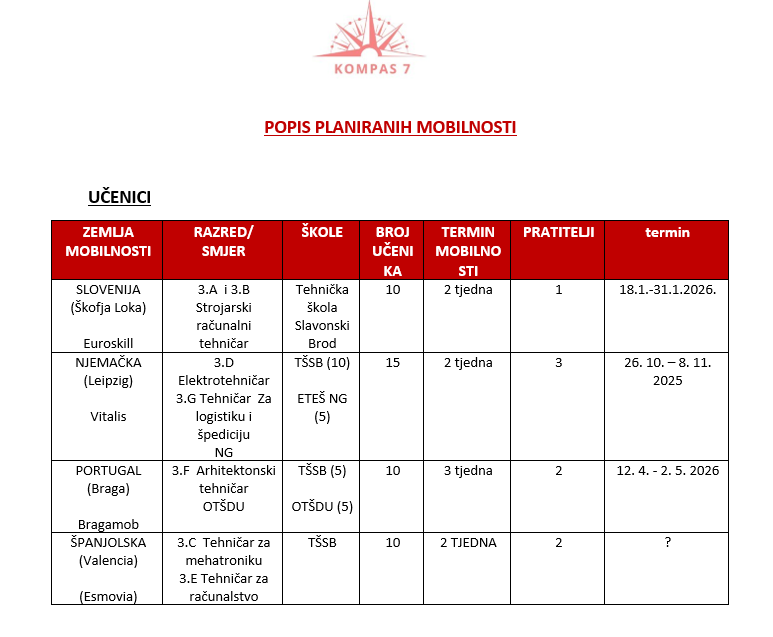 KOMPAS 7
POPIS PLANIRANIH MOBILNOSTI
UČENICI
ZEMLJA
MOBILNOSTI
RAZRED/
SMJER
ŠKOLE
BROJ
UČENI
KA
TERMIN
MOBILNO
STI
PRATITELJI
termin
SLOVENIJA
(Škofja Loka)
Euroskill
3.A i 3.B
Strojarski
računalni
tehničar
Tehnička
škola
Slavonski
Brod
10
2 tjedna
1
18.1.-31.1.2026.
NJEMAČKA
(Leipzig)
Vitalis
3.D
Elektrotehničar
3.G Tehničar Za
logistiku i
špediciju
NG
TŠSB (10)
ETEŠ NG
(5)
15
2 tjedna
3
26. 10. – 8. 11.
2025
PORTUGAL
(Braga)
Bragamob
3.F Arhitektonski
tehničar
OTŠDU
TŠSB (5)
OTŠDU (5)
10
3 tjedna
2
12. 4. - 2. 5. 2026
ŠPANJOLSKA
(Valencia)
(Esmovia)
3.C Tehničar za
mehatroniku
3.E Tehničar za
računalstvo
TŠSB
10
2 TJEDNA
2
?